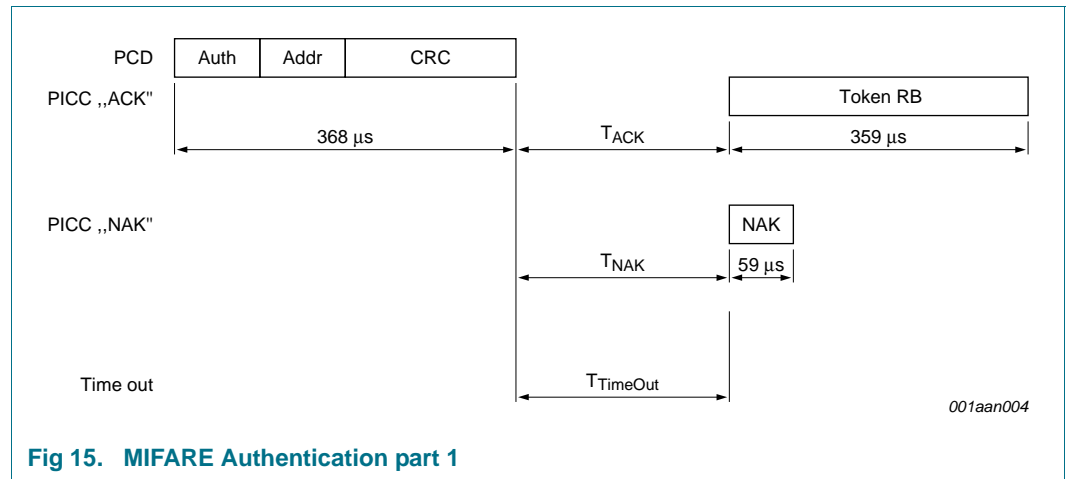 PCD Auth Addr CRC
PICC ,,ACK" Token RB
368 μs TACK 359 μs
PICC ,,NAK" NAK
TNAK 59 μs
Time out TTimeOut
001aan004
Fig 15. MIFARE Authentication part 1